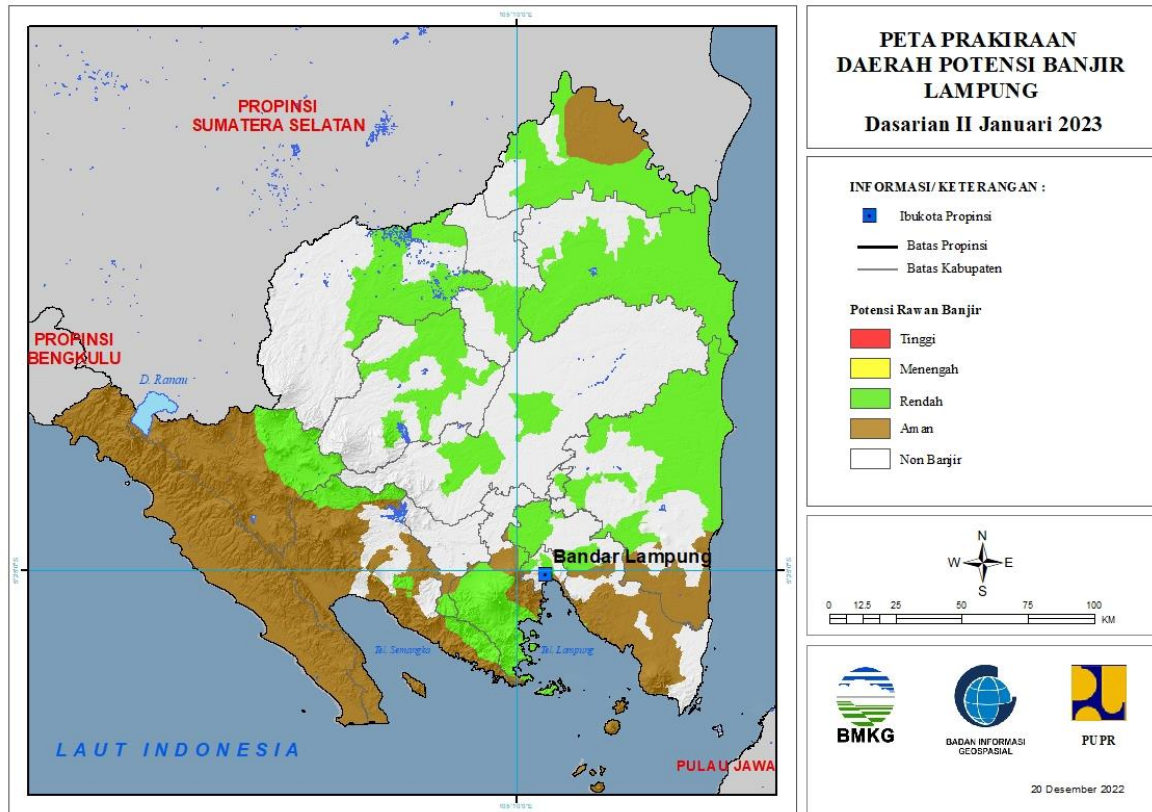 PETA PRAKIRAAN
DAERAH POTENSI BANJIR
LAMPUNG
Dasarian II Januari 2023
INFORMASI/ KETERANGAN :
Ibukota Propinsi
Batas Propinsi
Batas Kabupaten
Potensi Rawan Banjir
Tinggi
Menengah
Rendah
Aman
Non Banjir
N
W E
S
0 12.5 25 50 75 100
KM
BMKG
BADAN INFORMASI
GEOSPASIAL
PUPR
20 Desember 2022
PROPINSI
SUMATERA SELATAN
PROPINSI
BENGKULU
D. Ranau
Bandar Lampung
Tel. Semangka
Tel. Lampung
LAUT INDONESIA
PULAU JAWA